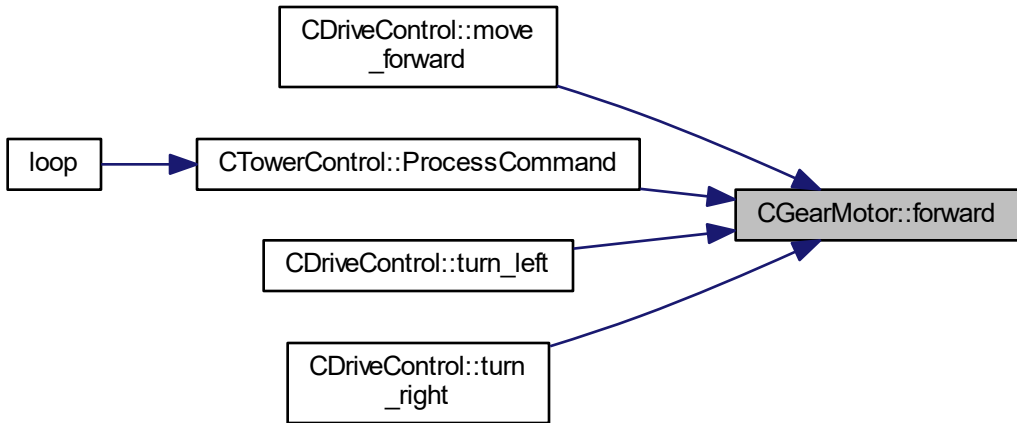 CDriveControl::move
_forward
loop
CTowerControl::ProcessCommand
CGearMotor::forward
CDriveControl::turn_left
CDriveControl::turn
_right